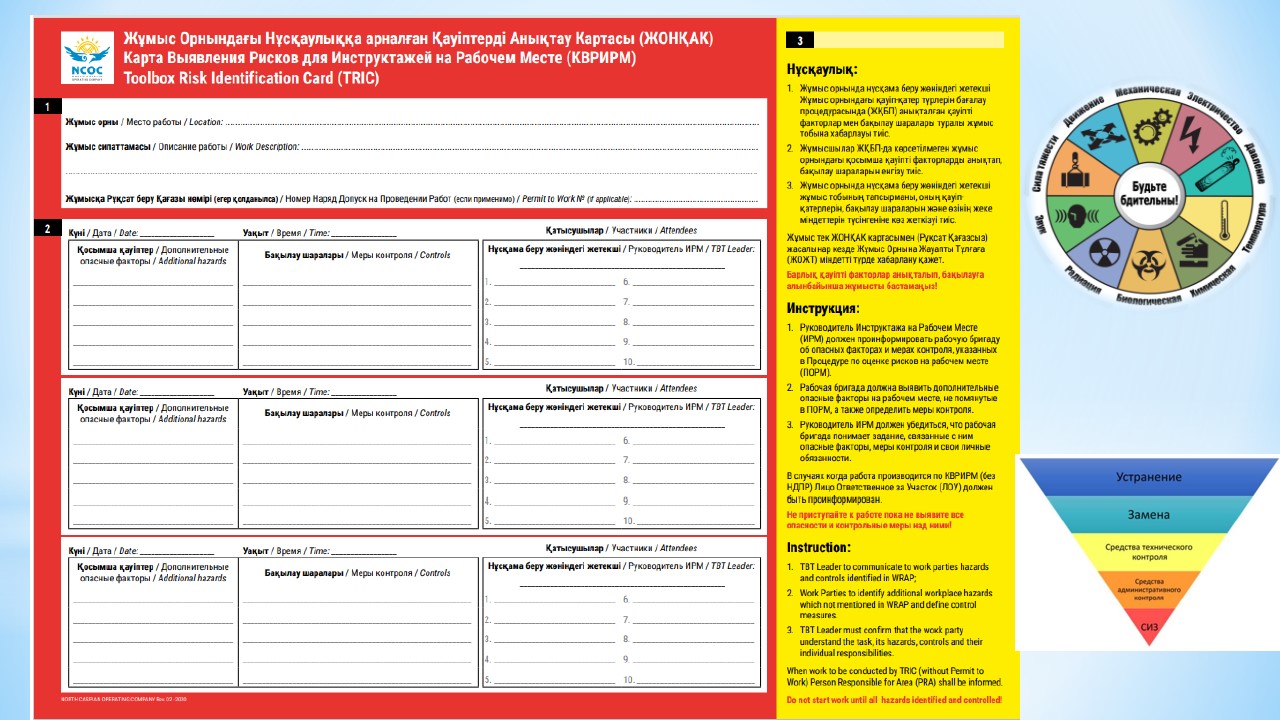 NCOC
Жұмыс Орнындағы Нұсқаулыққа арналған Қауіптерді Анықтау Картасы (ЖОНҚАК)
Карта Выявления Рисков для Инструктажей на Рабочем Месте (КВРИРМ)
Toolbox Risk Identification Card (TRIC)
1
Жұмыс орны / Место работы / Location:
Жұмыс сипаттамасы / Описание работы / Work Description:
Жұмысқа Рұқсат беру Қағазы нөмірі (егер қолданылса) / Номер Наряд Допуск на Проведении Работ (если применимо) / Permit to Work № (if applicable):
2
Күні / Дата / Date:
Уақыт / Время / Time:
Қатысушылар / Участники / Attendees
Қосымша қауіптер / Дополнительные
опасные факторы / Additional hazards
Бақылау шаралары / Меры контроля / Controls
Нұсқама беру жөніндегі жетекші / Руководитель ИРМ / TBT Leader:
1. 6.
2. 7.
3. 8.
4. 9.
5. 10.
Күні / Дата / Date:
Уақыт / Время / Time:
Қатысушылар / Участники / Attendees
Қосымша қауіптер / Дополнительные
опасные факторы / Additional hazards
Бақылау шаралары / Меры контроля / Controls
Нұсқама беру жөніндегі жетекші / Руководитель ИРМ / TBT Leader:
1. 6.
2. 7.
3. 8.
4. 9.
5. 10.
Күні / Дата / Date:
Уақыт / Время / Time:
Қатысушылар / Участники / Attendees
Қосымша қауіптер / Дополнительные
опасные факторы / Additional hazards
Бақылау шаралары / Меры контроля / Controls
Нұсқама беру жөніндегі жетекші / Руководитель ИРМ / TBT Leader:
1. 6.
2. 7.
3. 8.
4. 9.
5. 10.
NORTH CASPIAN OPERATING COMPANY Rev 02 - 2020
3
Нұсқаулық:
1. Жұмыс орнында нұсқама беру жөніндегі жетекші
Жұмыс орнындағы қауіп-қатер түрлерін бағалау
процедурасында (ЖҚБП) анықталған қауіпті
факторлар мен бақылау шаралары туралы жұмыс
тобына хабарлауы тиіс.
2. Жұмысшылар ЖҚБП-да көрсетілмеген жұмыс
орнындағы қосымша қауіпті факторларды анықтап,
бақылау шараларын енгізу тиіс.
3. Жұмыс орнында нұсқама беру жөніндегі жетекші
жұмыс тобының тапсырманы, оның қауіп-
қатерлерін, бақылау шараларын және өзінің жеке
міндеттерін түсінгеніне көз жеткізуі тиіс.
Жұмыс тек ЖОНҚАК картасымен (Рұқсат Қағазсыз)
жасалынар кезде Жұмыс Орнына Жауапты Тұлғаға
(ЖОЖТ) міндетті түрде хабарлану қажет.
Барлық қауіпті факторлар анықталып, бақылауға
алынбайынша жұмысты бастамаңыз!
Инструкция:
1. Руководитель Инструктажа на Рабочем Месте
(ИРМ) должен проинформировать рабочую бригаду
об опасных факторах и мерах контроля, указанных
в Процедуре по оценке рисков на рабочем месте
(ПОРМ).
2. Рабочая бригада должна выявить дополнительные
опасные факторы на рабочем месте, не помянутые
в ПОРМ, а также определить меры контроля.
3. Руководитель ИРМ должен убедиться, что рабочая
бригада понимает задание, связанные с ним
опасные факторы, меры контроля и свои личные
обязанности.
В случаях когда работа производится по КВРИРМ (без
НДПР) Лицо Ответственное за Участок (ЛОУ) должен
быть проинформирован.
Не приступайте к работе пока не выявите все
опасности и контрольные меры над ними!
Instruction:
1. TBT Leader to communicate to work parties hazards
and controls identified in WRAP;
2. Work Parties to identify additional workplace hazards
which not mentioned in WRAP and define control
measures.
3. TBT Leader must confirm that the work party
understand the task, its hazards, controls and their
individual responsibilities.
When work to be conducted by TRIC (without Permit to
Work) Person Responsible for Area (PRA) shall be informed.
Do not start work until all hazards identified and controlled!
Механическая
Электричество
Давление
Температура
Химическая
Биологическая
Радиация
Звук
Сила тяжести
Движение
Будьте
бдительны!
Устранение
Замена
Средства технического
контроля
Средства
административного
контроля
СИЗ